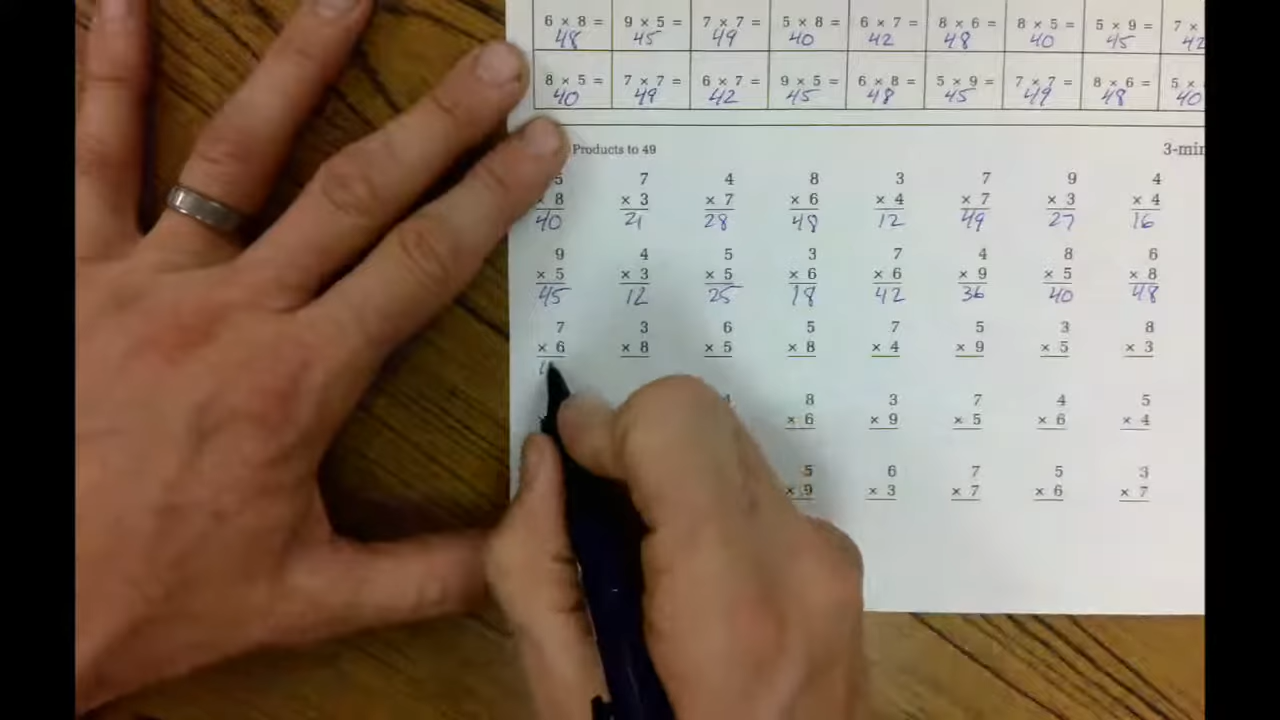 6 × 8 = 9 × 5 = 7 × 7 = 5 × 8 = 6 × 7 = 8 × 6 = 8 × 5 = 5 × 9 = 7 ×
48 45 49 40 42 48 40 45 42
8 × 5 = 7 × 7 = 6 × 7 = 9 × 5 = 6 × 8 = 5 × 9 = 7 × 7 = 8 × 6 = 5 ×
40 49 42 45 48 45 49 48 40
Products to 49 3-min
5 7 4 8 3 7 9 4
× 8 × 3 × 7 × 6 × 4 × 7 × 3 × 4
40 21 28 48 12 49 27 16
9 4 5 3 7 4 8 6
× 5 × 3 × 5 × 6 × 6 × 9 × 5 × 8
45 12 25 18 42 36 40 48
7 3 6 5 7 5 3 8
× 6 × 8 × 5 × 8 × 4 × 9 × 5 × 3
8 3 7 4 5
× 6 × 9 × 5 × 6 × 4
5 6 7 5 3
× 9 × 3 × 7 × 6 × 7